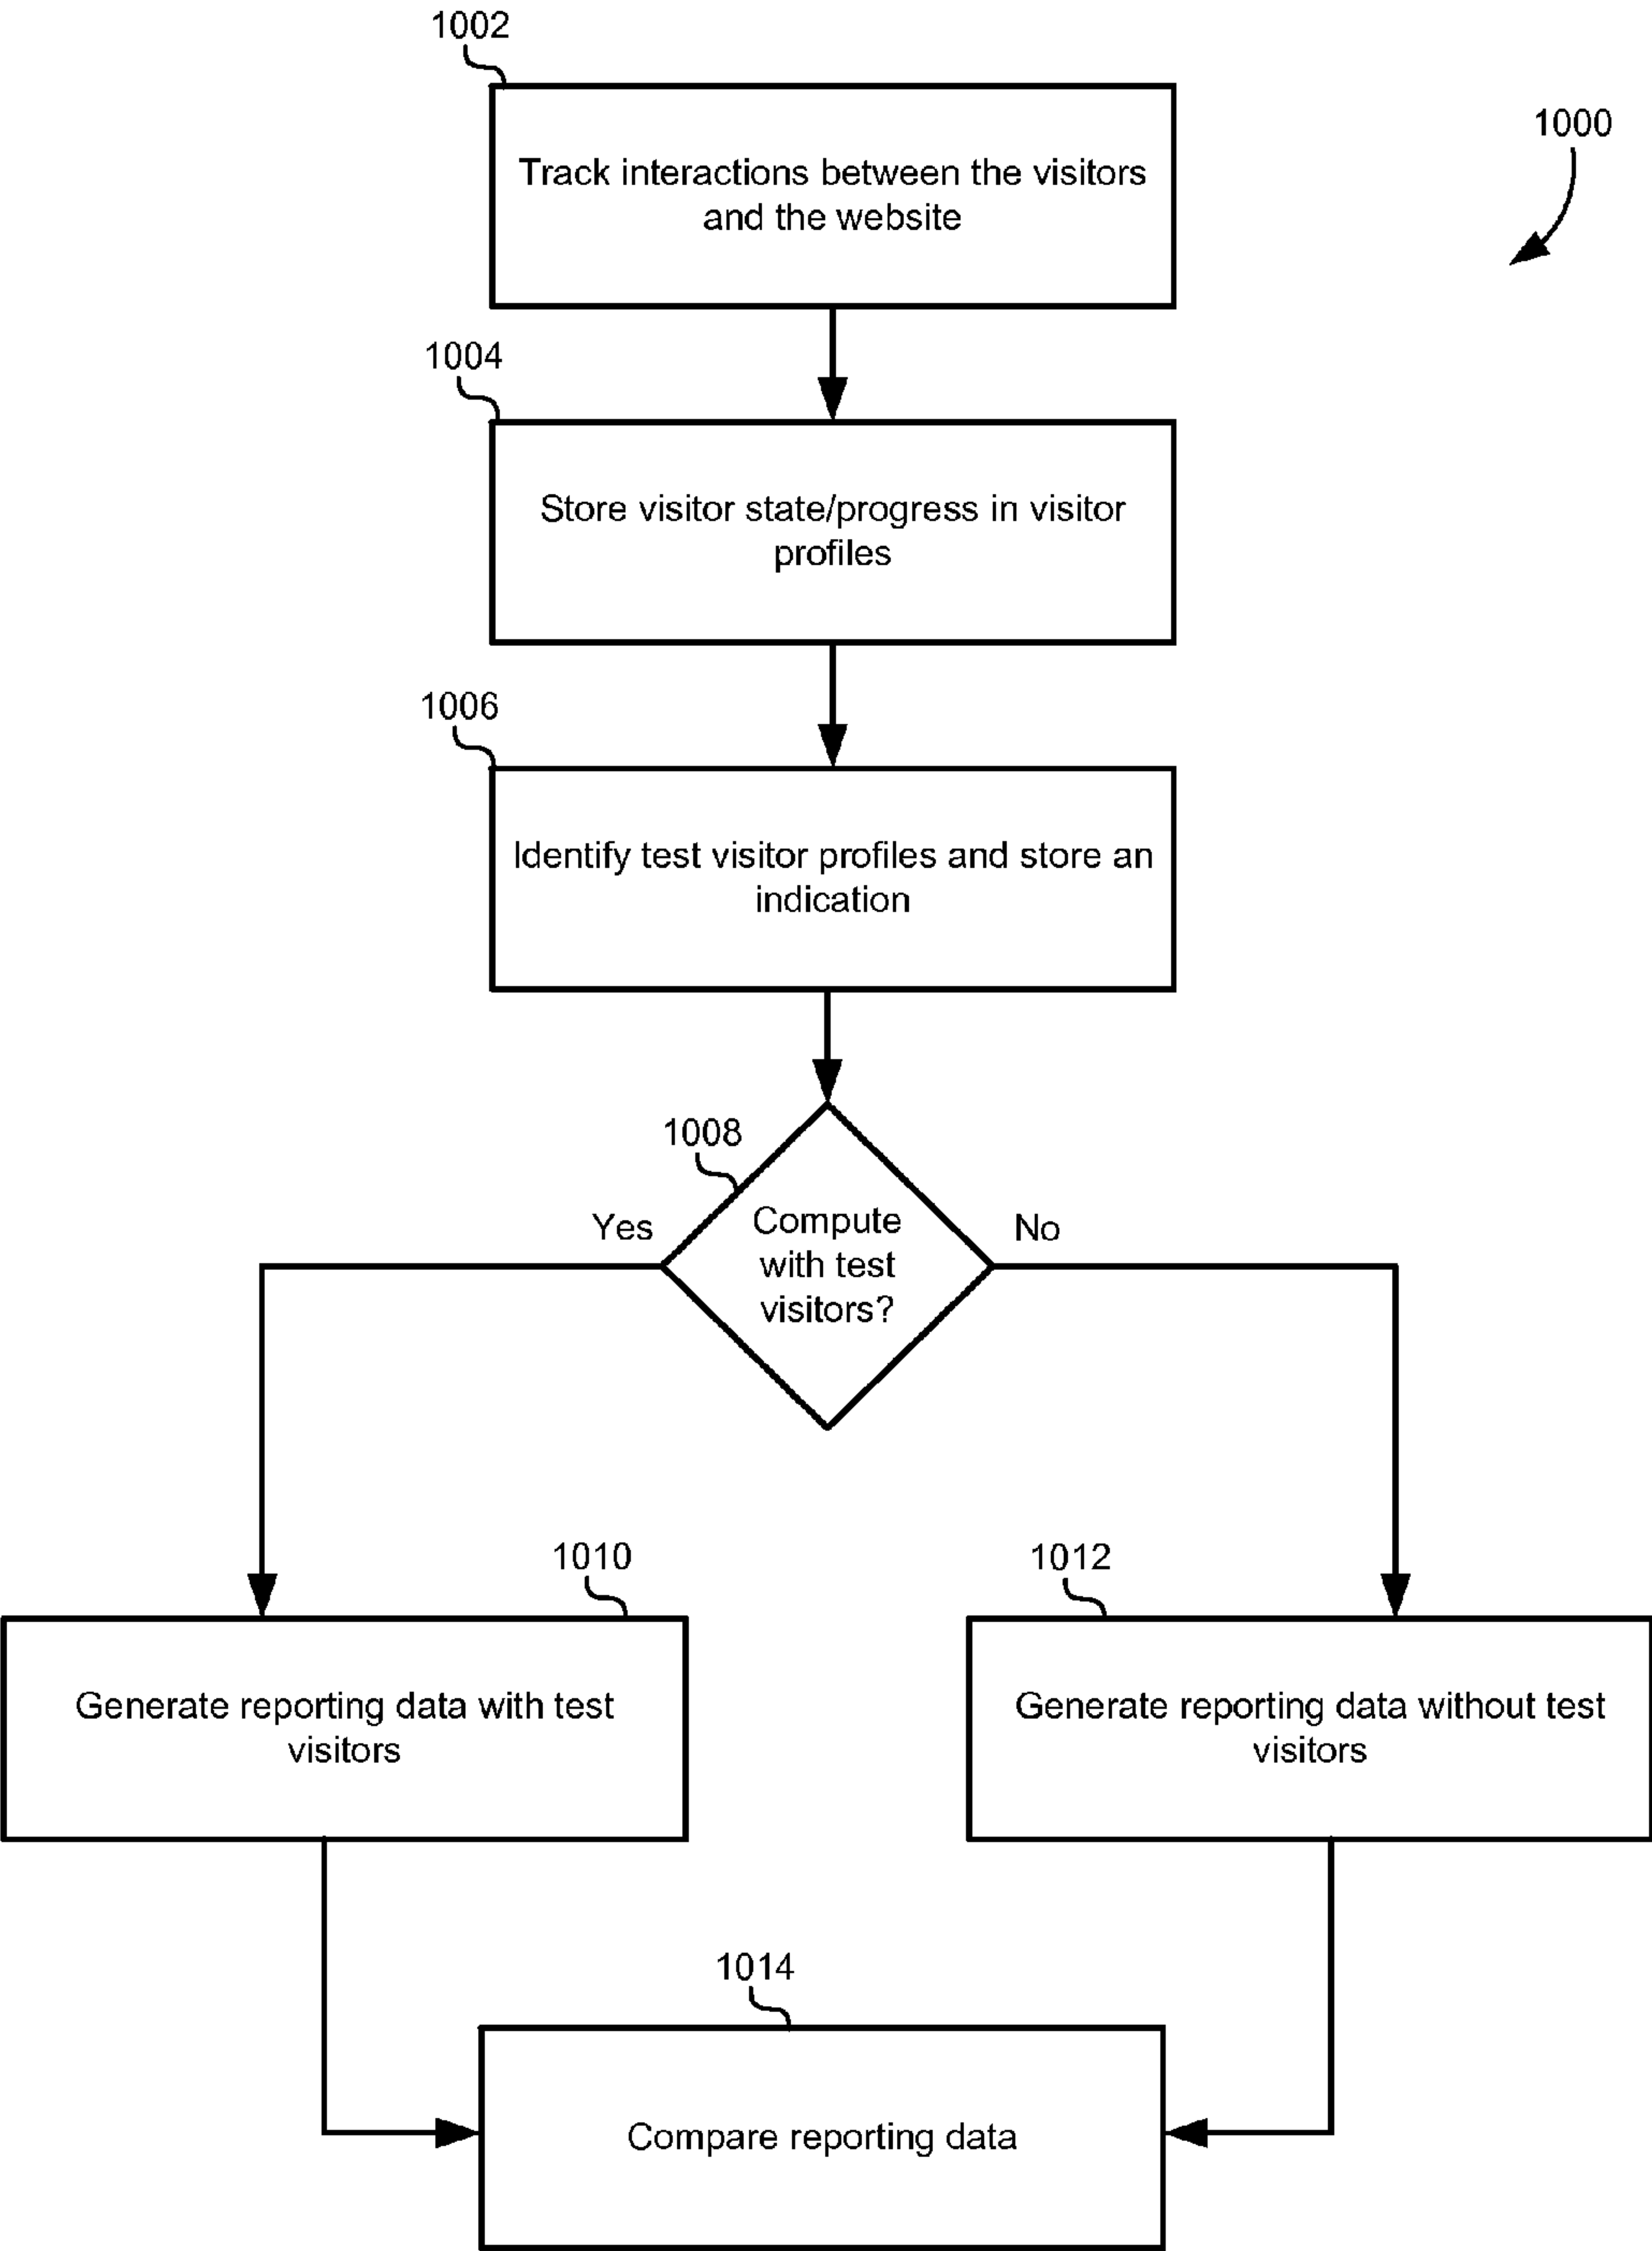 1002
1000
Track interactions between the visitors
and the website
1004
Store visitor state/progress in visitor
profiles
1006
Identify test visitor profiles and store an
indication
1008
Yes
Compute
with test
visitors?
No
1010
1012
Generate reporting data with test
visitors
Generate reporting data without test
visitors
1014
Compare reporting data